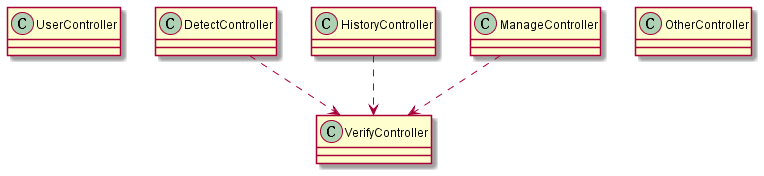 C UserController
C DetectController
C HistoryController
C ManageController
C OtherController
C VerifyController